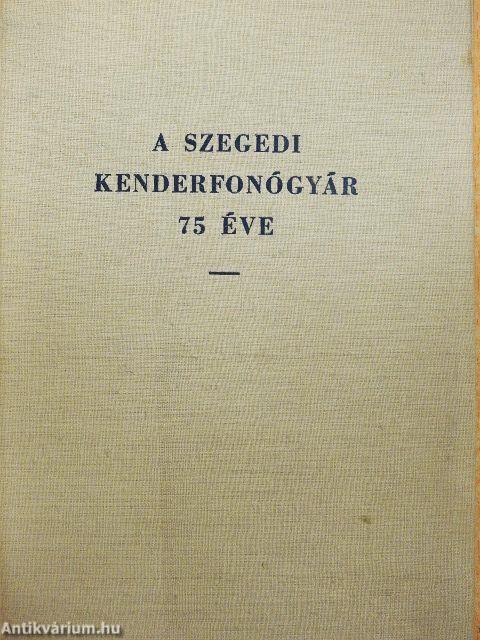 A SZEGEDI
KENDERFONÓGYÁR
75 ÉVE
Antikvárium.hu